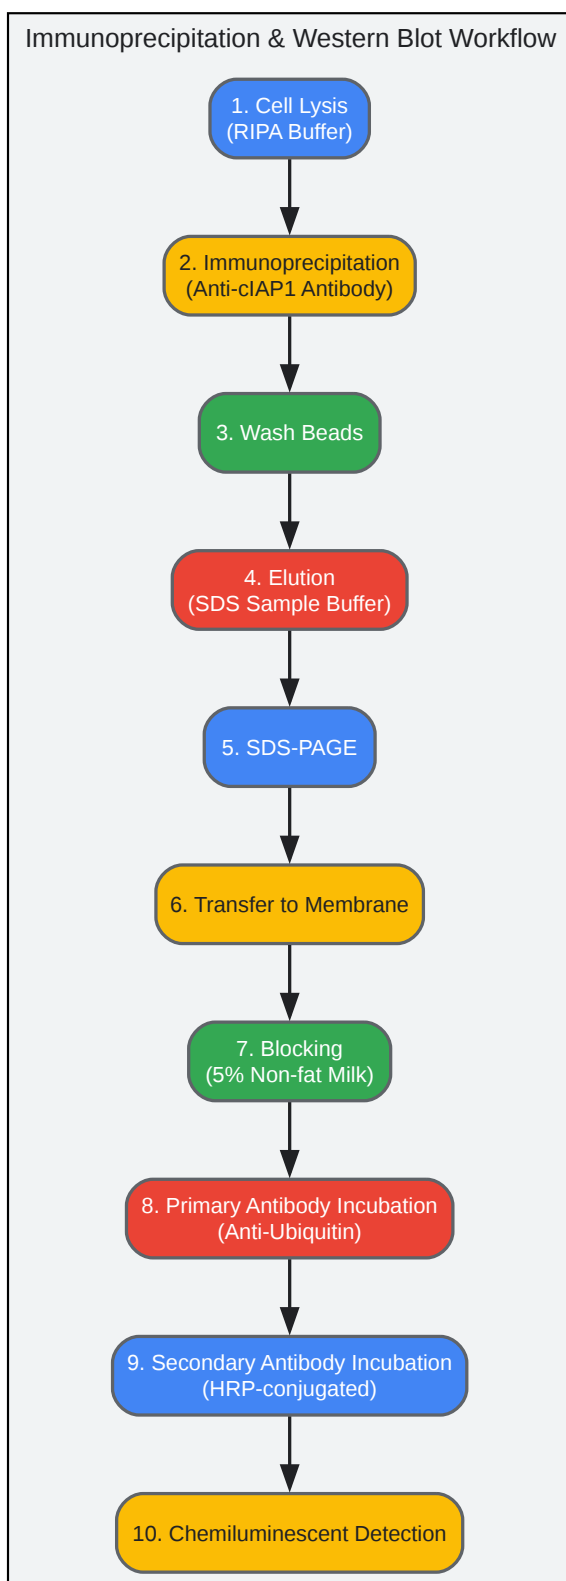 Immunoprecipitation & Western Blot Workflow
1. Cell Lysis
(RIPA Buffer)
2. Immunoprecipitation
(Anti-cIAP1 Antibody)
3. Wash Beads
4. Elution
(SDS Sample Buffer)
5. SDS-PAGE
6. Transfer to Membrane
7. Blocking
(5% Non-fat Milk)
8. Primary Antibody Incubation
(Anti-Ubiquitin)
9. Secondary Antibody Incubation
(HRP-conjugated)
10. Chemiluminescent Detection